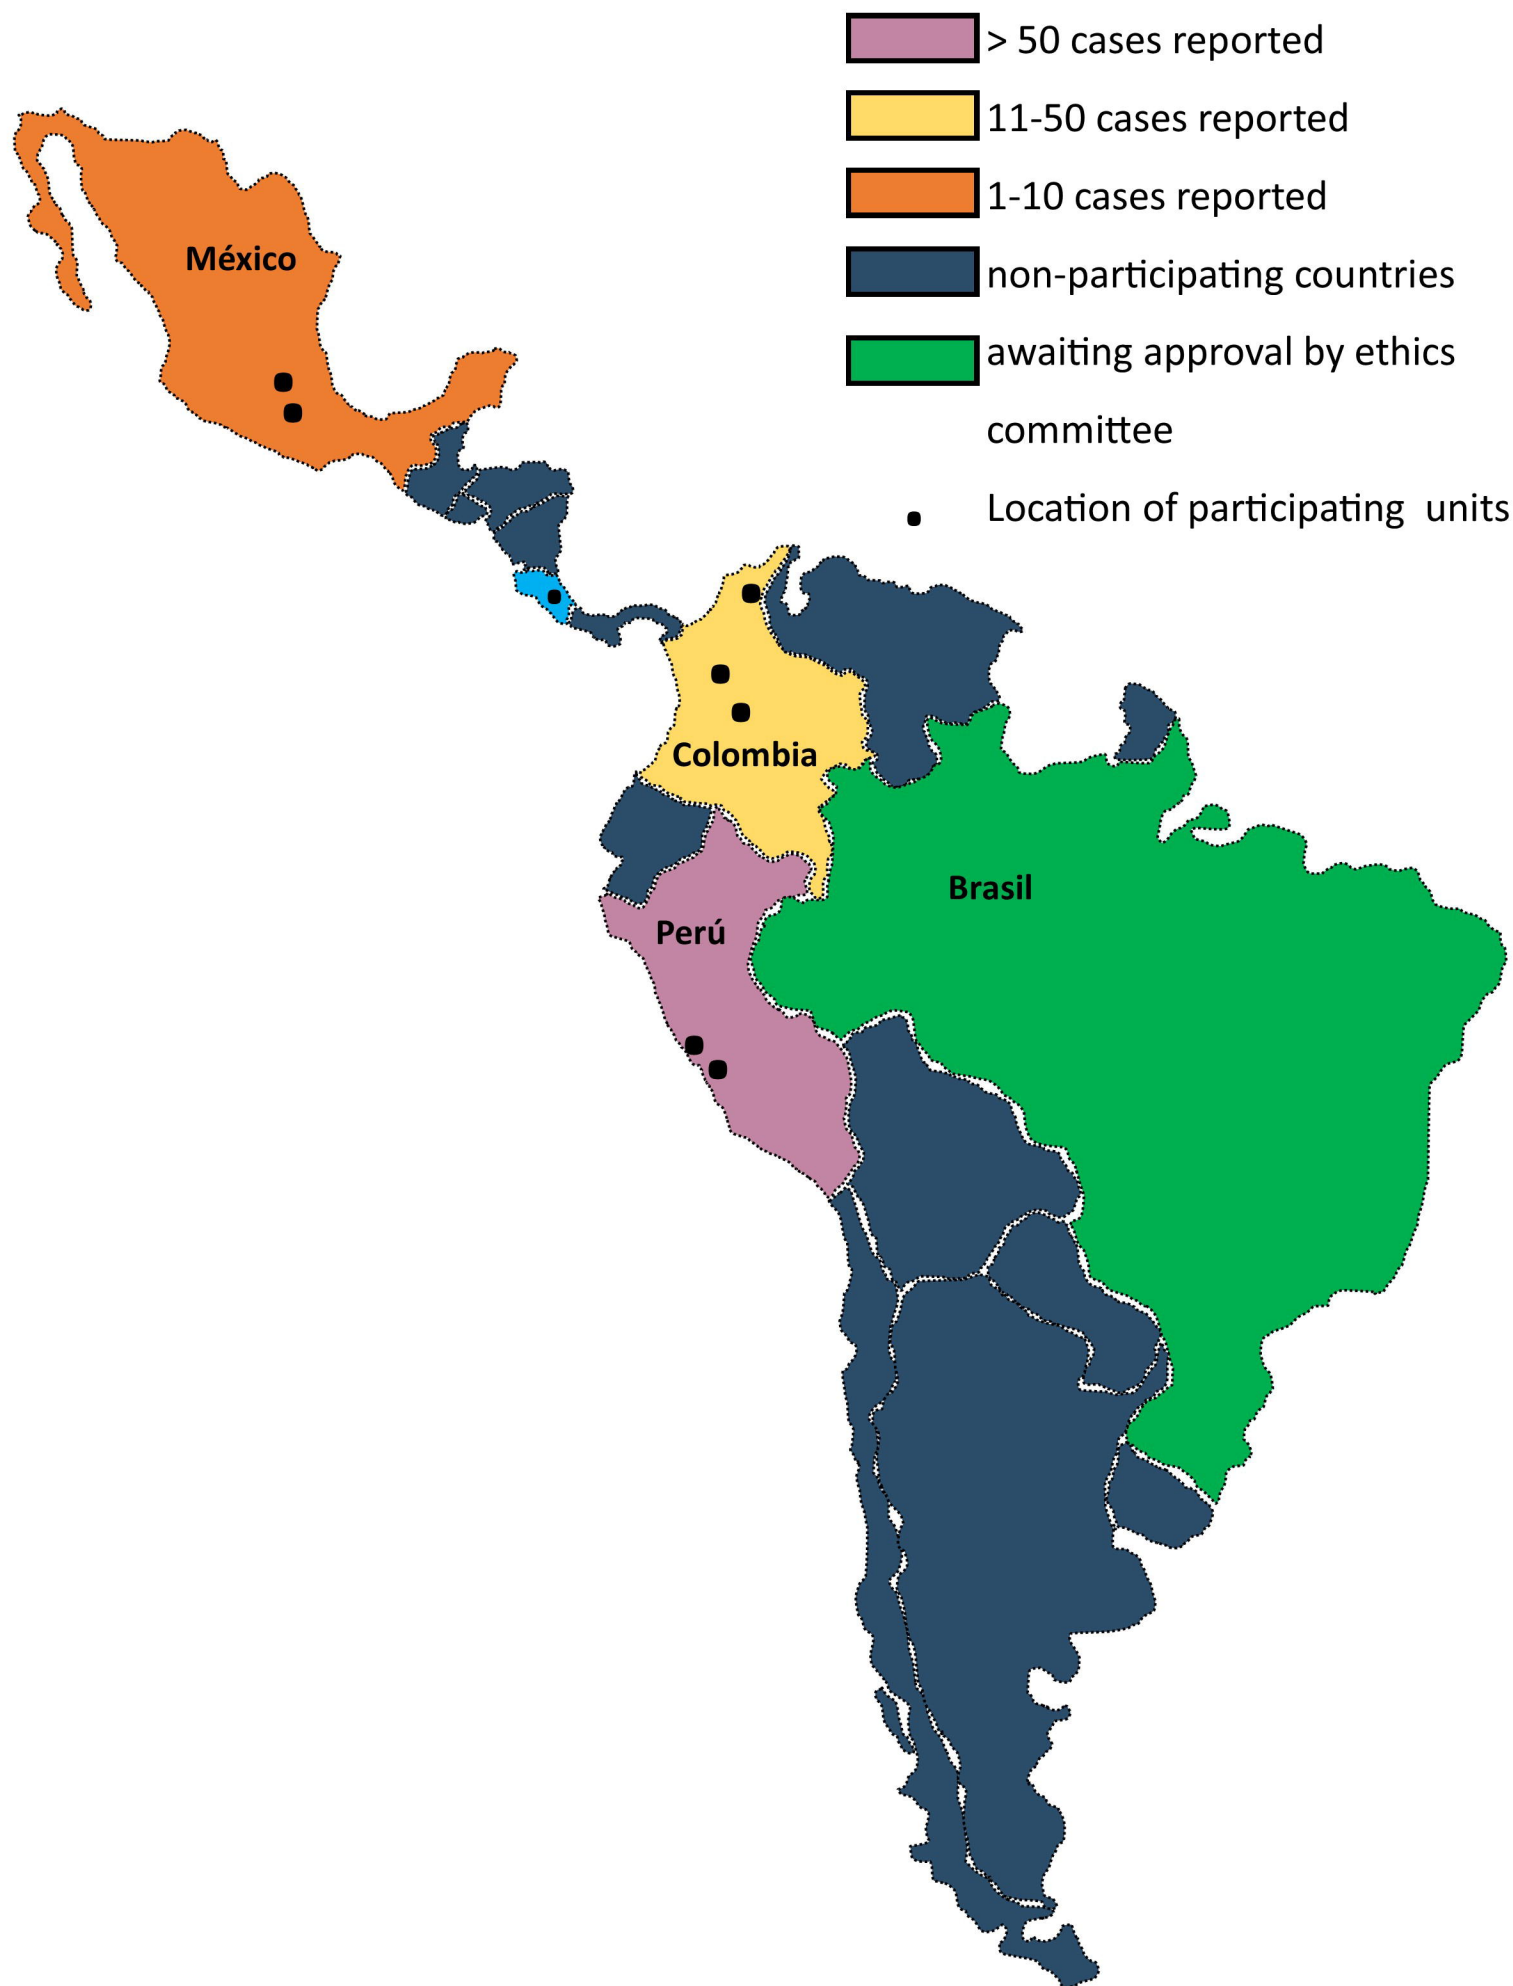 > 50 cases reported
11-50 cases reported
1-10 cases reported
non-participating countries
awaiting approval by ethics
committee
Location of participating units
México
Colombia
Brasil
Perú